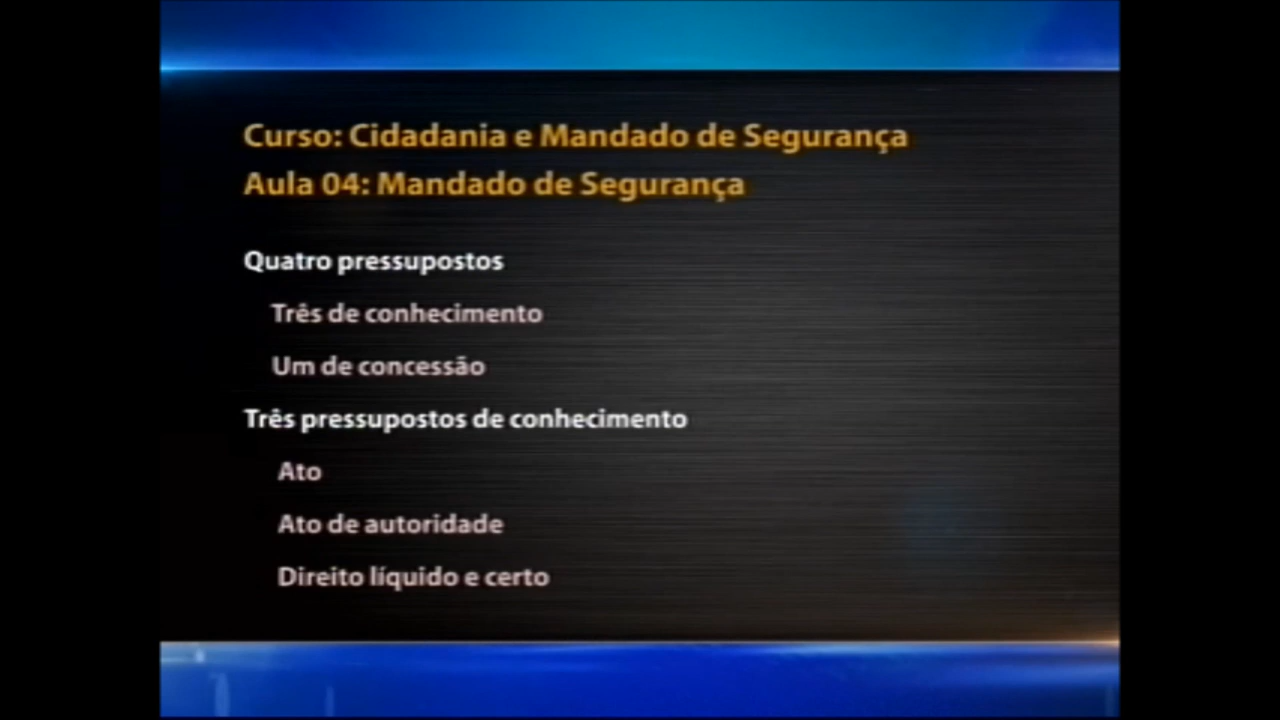 Curso: Cidadania e Mandado de Segurança
Aula 04: Mandado de Segurança
Quatro pressupostos
Três de conhecimento
Um de concessão
Três pressupostos de conhecimento
Ato
Ato de autoridade
Direito líquido e certo